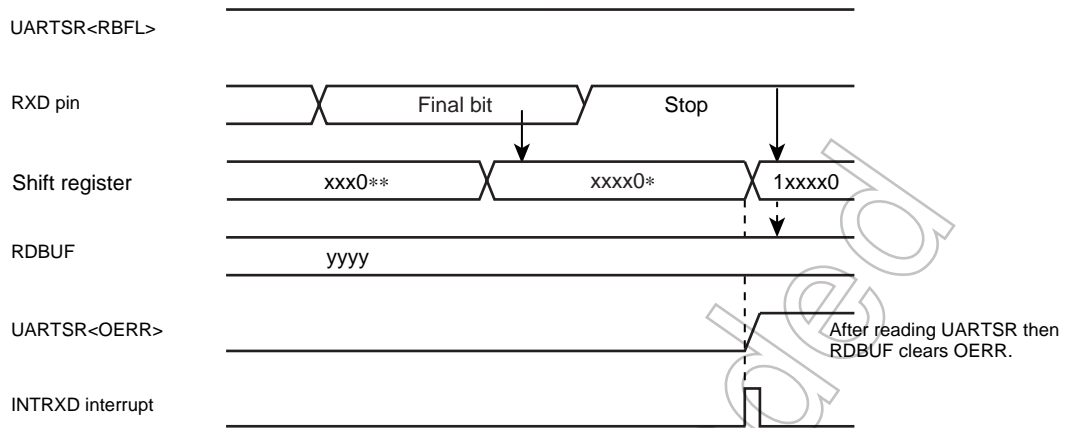 UARTSR<RBFL>
RXD pin
Final bit
Stop
Shift register
xxx0**
xxxx0*
1xxxx0
RDBUF
yyyy
UARTSR<OERR>
After reading UARTSR then
RDBUF clears OERR.
INTRXD interrupt